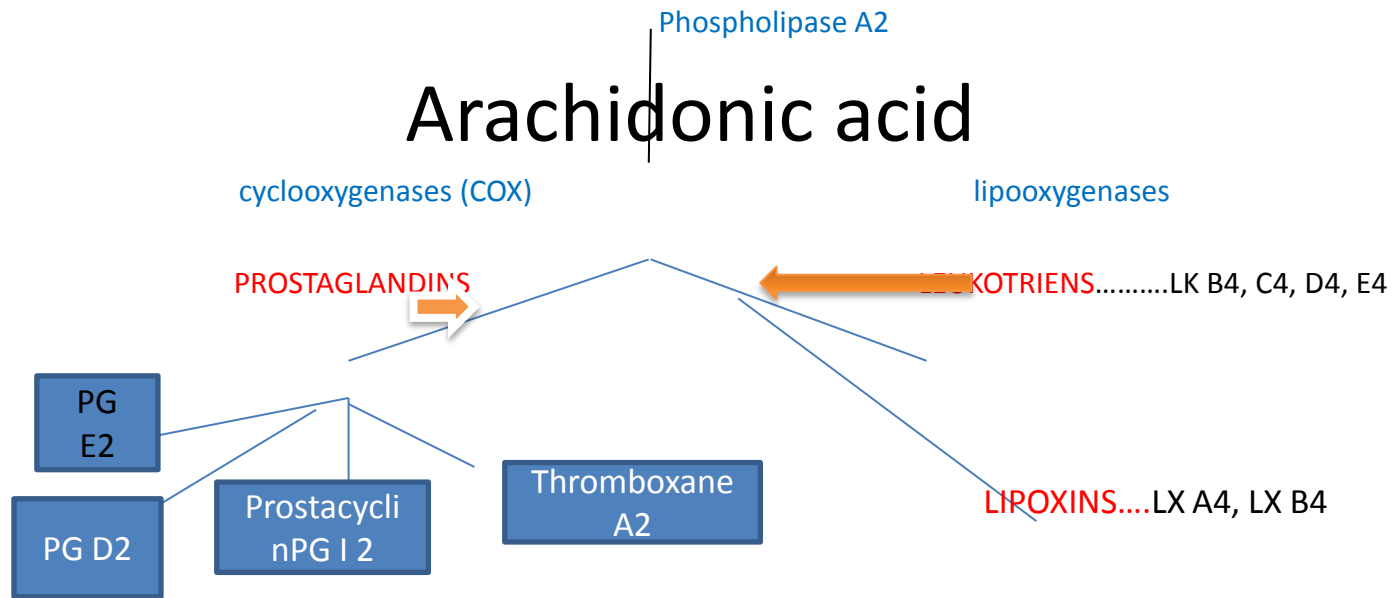 Phospholipase A2
Arachidonic acid
cyclooxygenases (COX)
lipooxygenases
PROSTAGLANDINS
LEUKOTRIENS……….LK B4, C4, D4, E4
PG
E2
PG D2
Prostacycli
nPG I 2
Thromboxane
A2
LIPOXINS….LX A4, LX B4